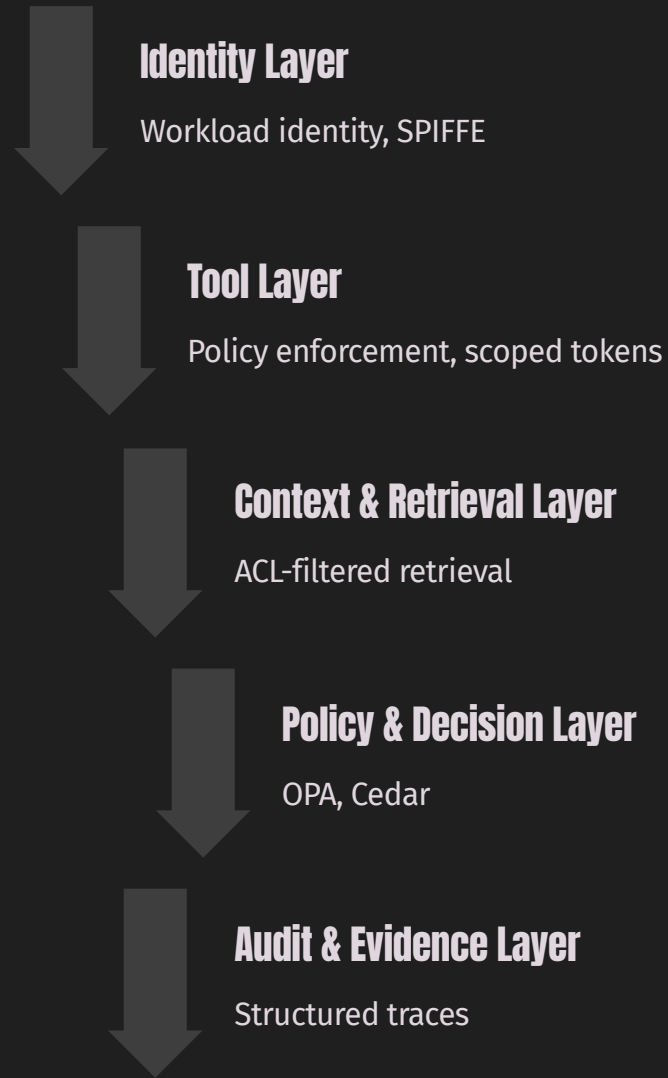 Identity Layer
Workload identity, SPIFFE
Tool Layer
Policy enforcement, scoped tokens
Context & Retrieval Layer
ACL-filtered retrieval
Policy & Decision Layer
OPA, Cedar
Audit & Evidence Layer
Structured traces